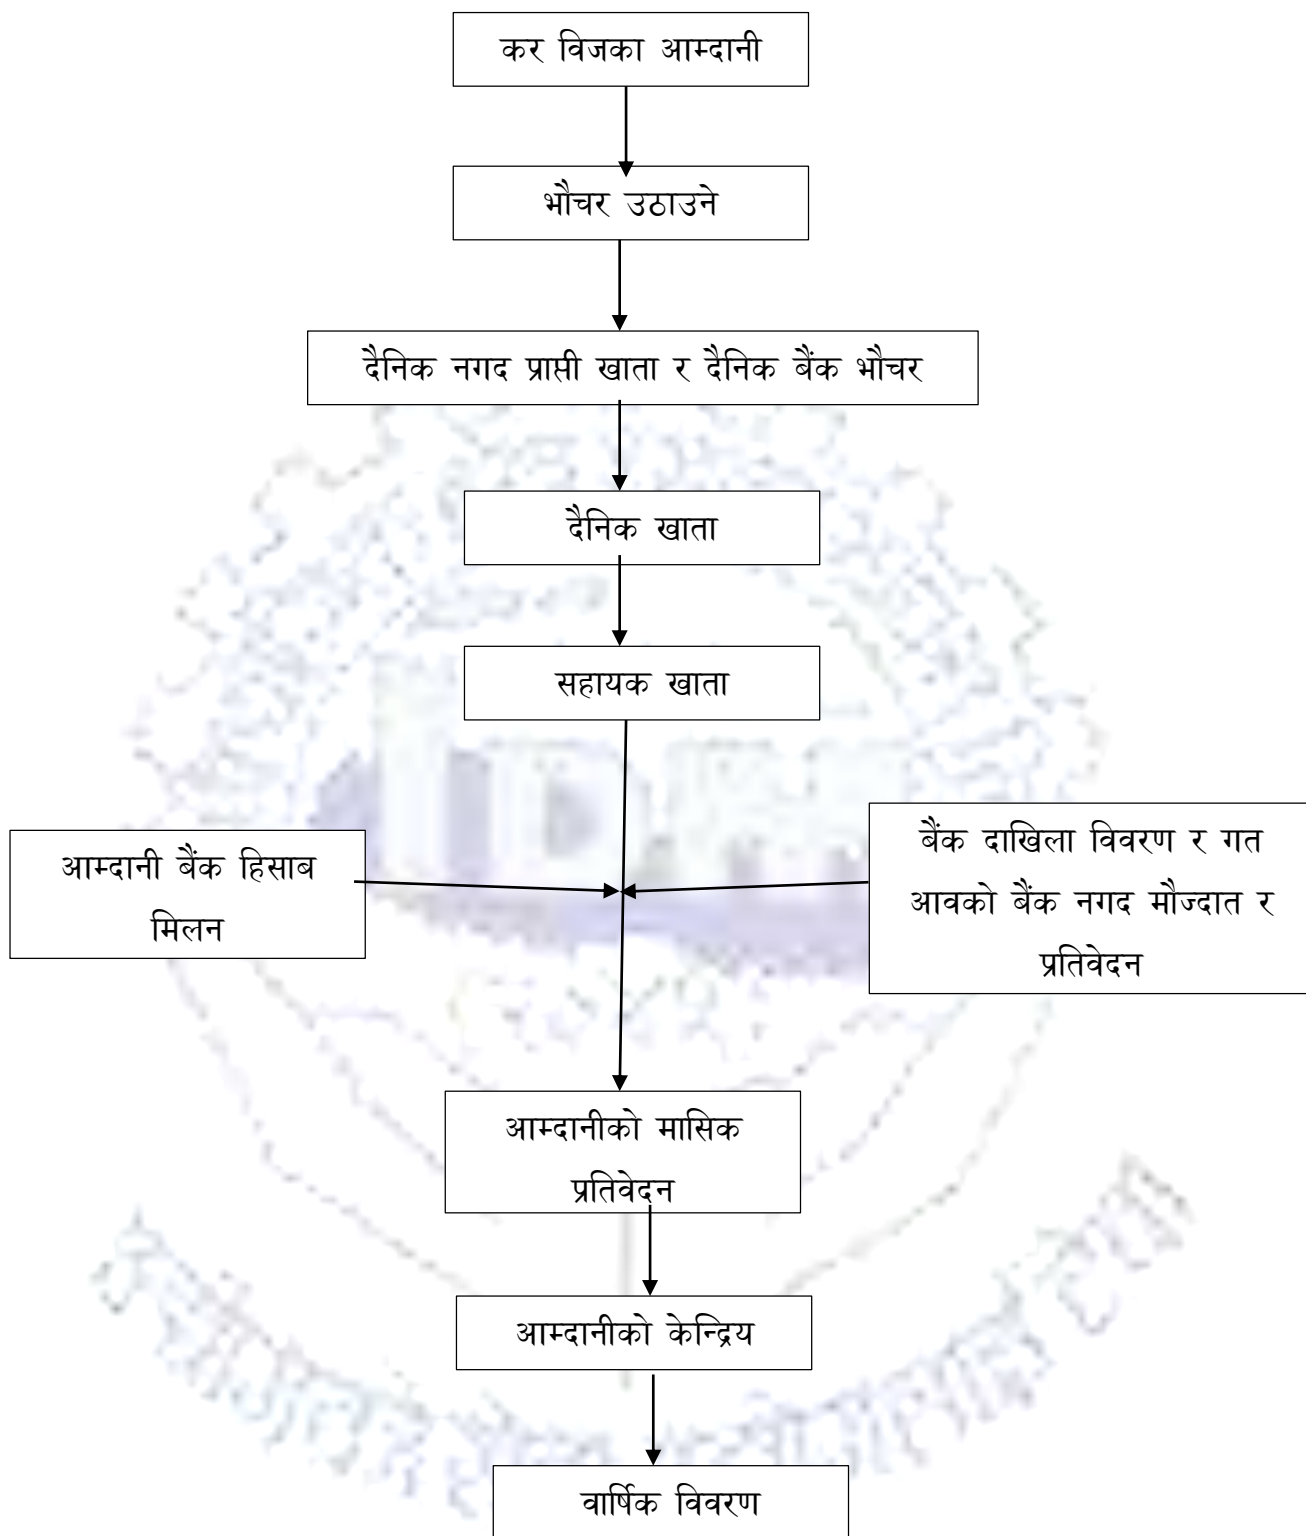 कर विजका आम्दानी
भौचर उठाउने
दैनिक नगद प्राप्ती खाता र दैनिक बैंक भौचर
दैनिक खाता
सहायक खाता
आम्दानी बैंक हिसाब
मिलन
बैंक दाखिला विवरण र गत
आवको बैंक नगद मौज्दात र
प्रतिवेदन
आम्दानीको मासिक
प्रतिवेदन
आम्दानीको केन्द्रिय
वार्षिक विवरण